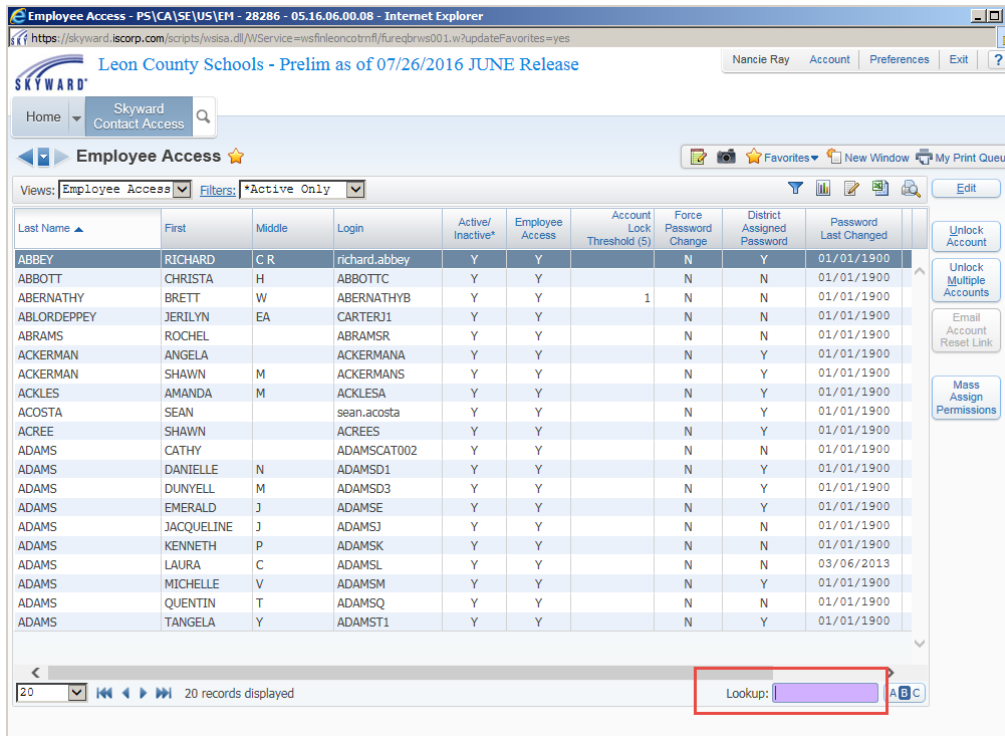 Employee Access - PS\CA\SE\US\EM - 28286 - 05.16.06.00.08 - Internet Explorer
https://skyward.iscorp.com/scripts/wsisa.dll/WService=wsfinleoncotrnfl/fureqbrws001.w?updateFavorites=yes
SKYWARD
Leon County Schools - Prelim as of 07/26/2016 JUNE Release
Nancie Ray Account Preferences Exit ?
Home Skyward Contact Access
Employee Access
Favorites New Window My Print Queu
Views: Employee Access Filters: *Active Only
Edit
Last Name First Middle Login Active/ Inactive* Employee Access Account Lock Threshold (5) Force Password Change District Assigned Password Password Last Changed
ABBEY RICHARD C R richard.abbey Y Y N Y 01/01/1900
ABBOTT CHRISTA H ABBOTTC Y Y N N 01/01/1900
ABERNATHY BRETT W ABERNATHYB Y Y 1 N N 01/01/1900
ABLORDEPPEY JERILYN EA CARTERJ1 Y Y N N 01/01/1900
ABRAMS ROCHEL ABRAMSR Y Y N N 01/01/1900
ACKERMAN ANGELA ACKERMANA Y Y N Y 01/01/1900
ACKERMAN SHAWN M ACKERMANS Y Y N Y 01/01/1900
ACKLES AMANDA M ACKLESA Y Y N Y 01/01/1900
ACOSTA SEAN sean.acosta Y Y N Y 01/01/1900
ACREE SHAWN ACREES Y Y N Y 01/01/1900
ADAMS CATHY ADAMSCAT002 Y Y N N 01/01/1900
ADAMS DANIELLE N ADAMSD1 Y Y N Y 01/01/1900
ADAMS DUNYELL M ADAMSD3 Y Y N Y 01/01/1900
ADAMS EMERALD J ADAMSE Y Y N Y 01/01/1900
ADAMS JACQUELINE J ADAMSJ Y Y N N 01/01/1900
ADAMS KENNETH P ADAMSK Y Y N N 01/01/1900
ADAMS LAURA C ADAMSL Y Y N N 03/06/2013
ADAMS MICHELLE V ADAMSM Y Y N Y 01/01/1900
ADAMS QUENTIN T ADAMSQ Y Y N N 01/01/1900
ADAMS TANGELA Y ADAMST1 Y Y N Y 01/01/1900
Unlock
Account
Unlock
Multiple
Accounts
Email
Account
Reset Link
Mass
Assign
Permissions
20 20 records displayed Lookup: A B C